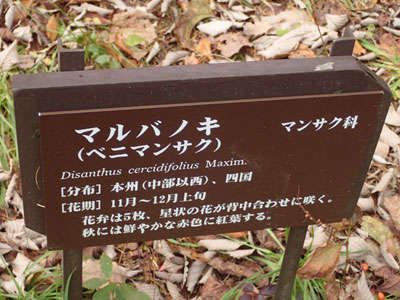 マルバノキ マンサク科
(ベニマンサク)
Disanthus cercidifolius Maxim.
[分布] 本州(中部以西)、四国
[花期] 11月～12月上旬
花弁は5枚、星状の花が背中合わせに咲く。
秋には鮮やかな赤色に紅葉する。